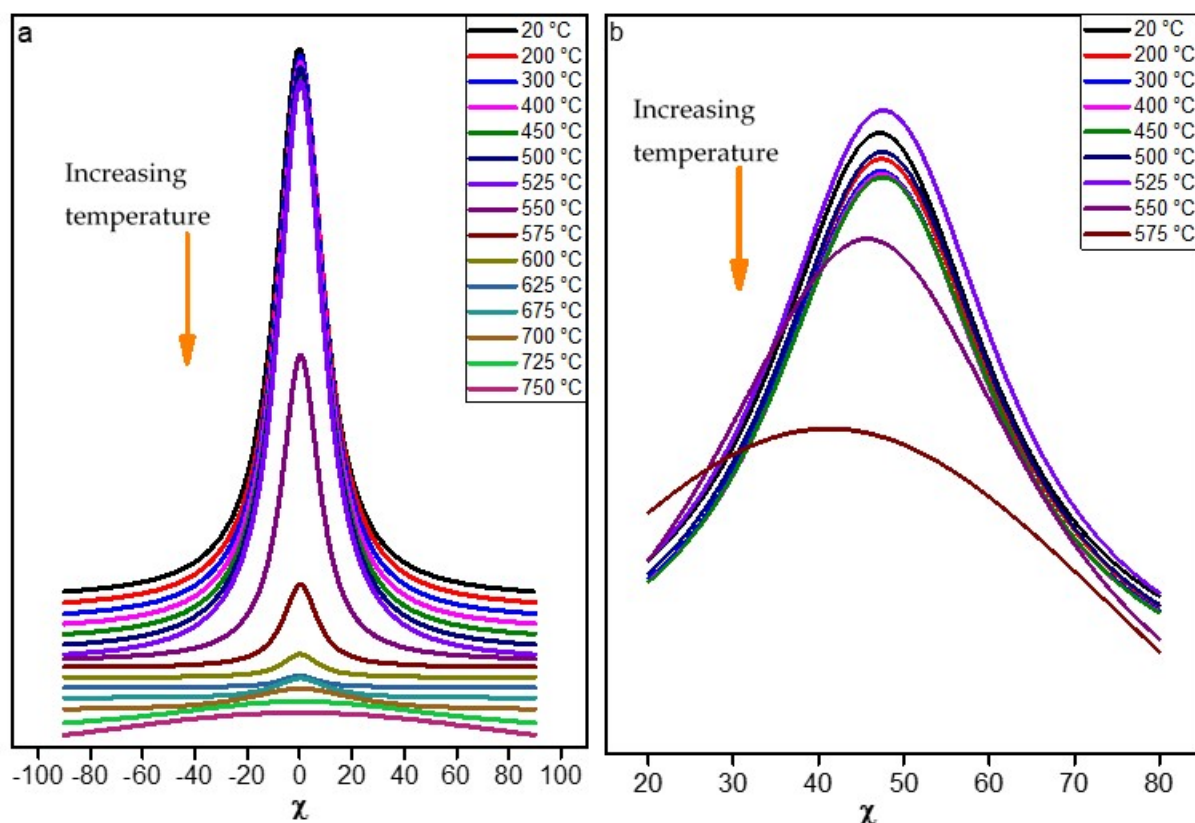 a
20 °C
200 °C
300 °C
400 °C
450 °C
500 °C
525 °C
550 °C
575 °C
600 °C
625 °C
675 °C
700 °C
725 °C
750 °C
Increasing
temperature
-100 -80 -60 -40 -20 0 20 40 60 80 100
χ
b
20 °C
200 °C
300 °C
400 °C
450 °C
500 °C
525 °C
550 °C
575 °C
Increasing
temperature
20 30 40 50 60 70 80
χ